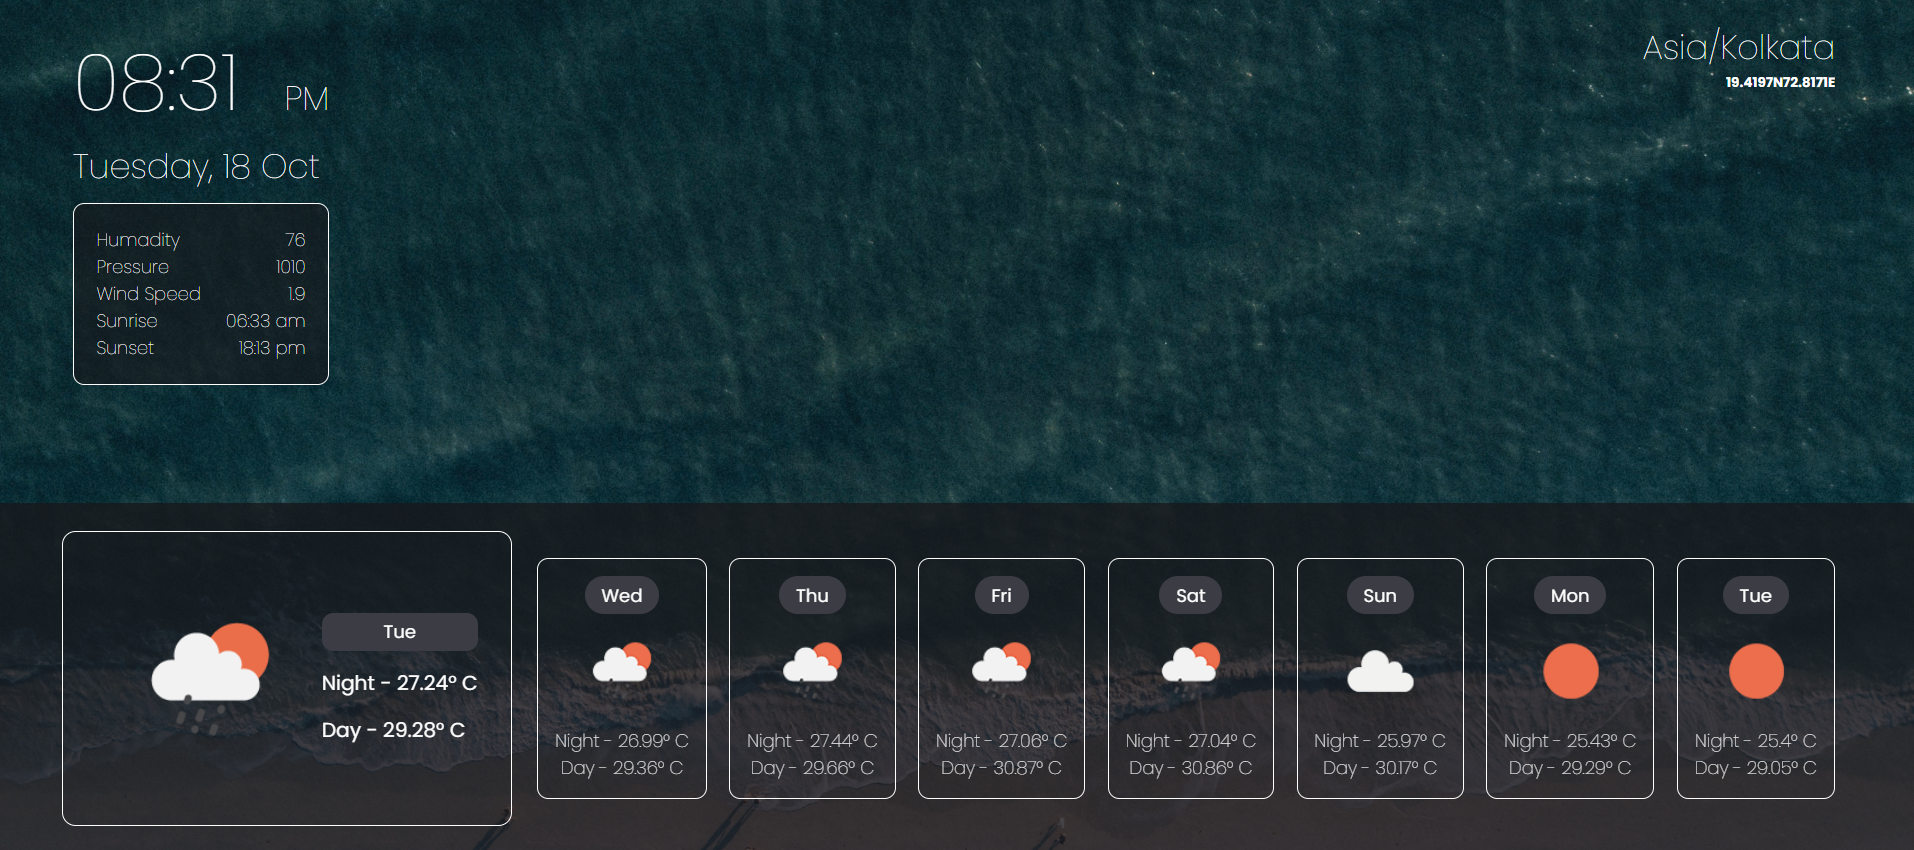 08:31 PM
Tuesday, 18 Oct
Asia/Kolkata
19.4197N72.8171E
Humadity 76
Pressure 1010
Wind Speed 1.9
Sunrise 06:33 am
Sunset 18:13 pm
Tue
Night - 27.24° C
Day - 29.28° C
Wed
Night - 26.99° C
Day - 29.36° C
Thu
Night - 27.44° C
Day - 29.66° C
Fri
Night - 27.06° C
Day - 30.87° C
Sat
Night - 27.04° C
Day - 30.86° C
Sun
Night - 25.97° C
Day - 30.17° C
Mon
Night - 25.43° C
Day - 29.29° C
Tue
Night - 25.4° C
Day - 29.05° C